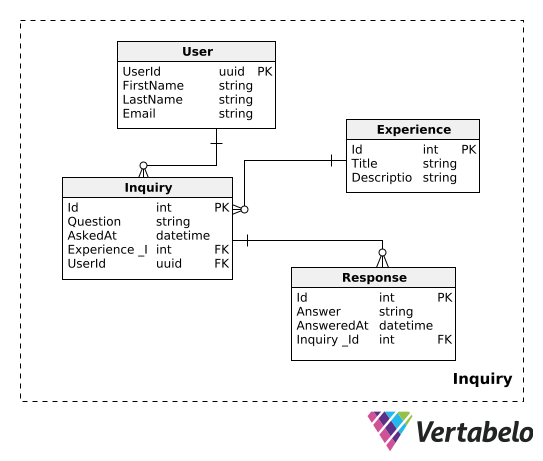 User
UserId uuid PK
FirstName string
LastName string
Email string
Experience
Id int PK
Title string
Descriptio string
Inquiry
Id int PK
Question string
AskedAt datetime
Experience _I int FK
UserId uuid FK
Response
Id int PK
Answer string
AnsweredAt datetime
Inquiry _Id int FK
Inquiry
Vertabelo